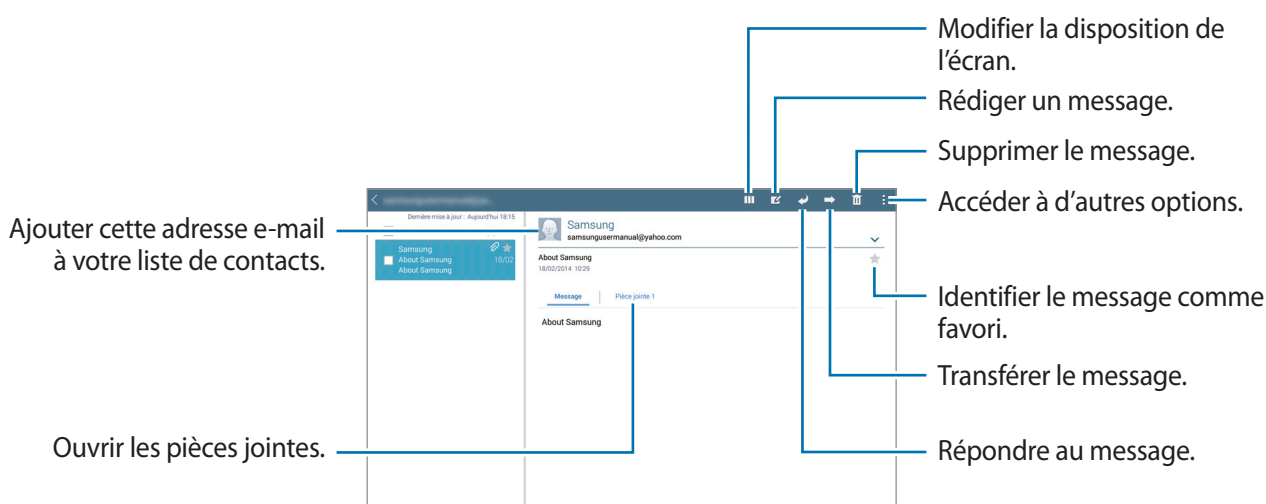 Modifier la disposition de
l'écran.
Rédiger un message.
Supprimer le message.
Accéder à d'autres options.
Ajouter cette adresse e-mail
à votre liste de contacts.
Dernière mise à jour : Aujourd'hui 18:15
Samsung
About Samsung 18/02
About Samsung
Samsung
samsungusermanual@yahoo.com
About Samsung
18/02/2014 10:29
Message Pièce jointe 1
About Samsung
Identifier le message comme
favori.
Transférer le message.
Ouvrir les pièces jointes.
Répondre au message.